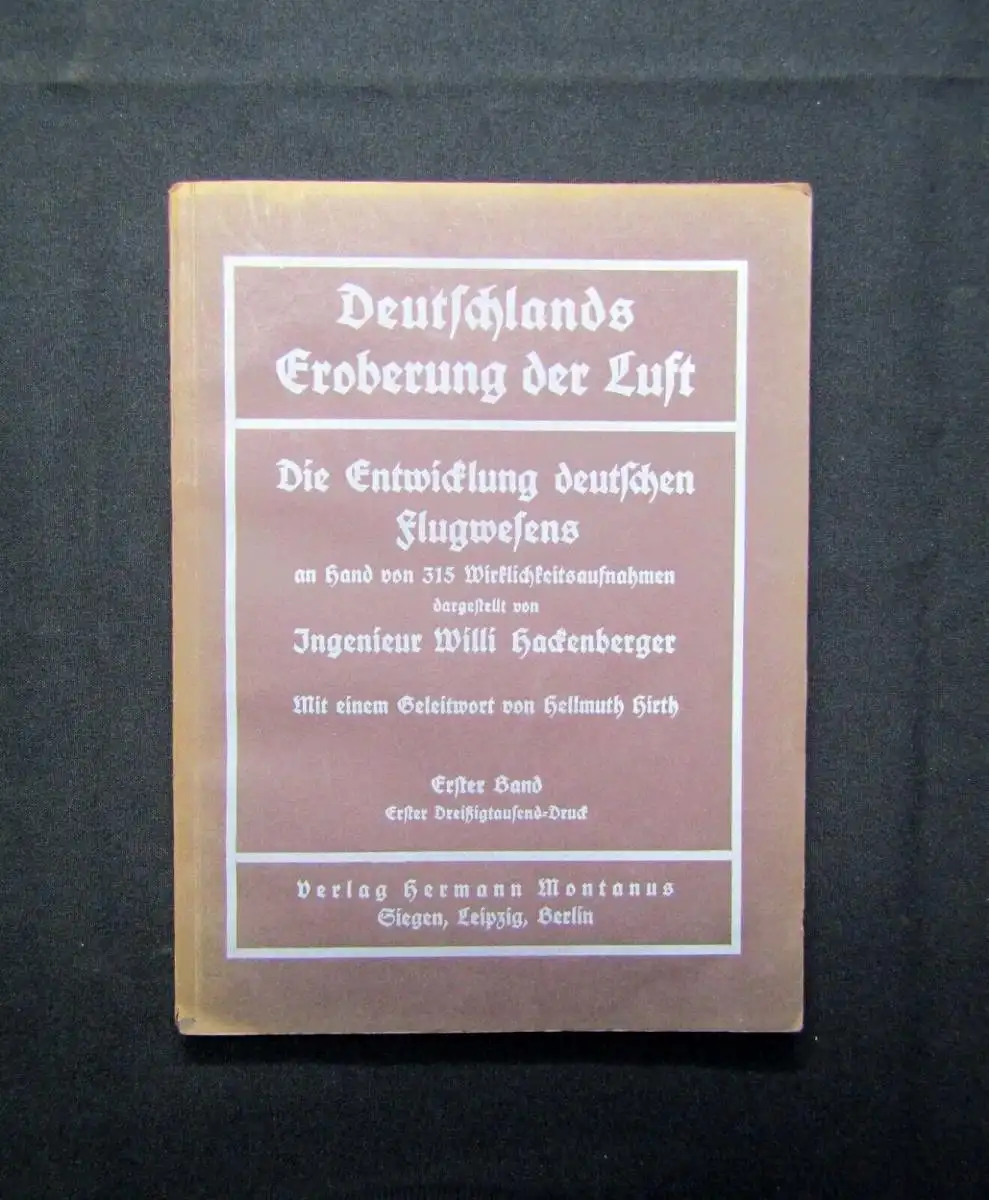 Deutſchlands
Eroberung der Luft
Die Entwicklung deutſchen
Flugweſens
an Hand von 315 Wirklichkeitsaufnahmen
dargeſtellt von
Ingenieur Willi Hackenberger
Mit einem Geleitwort von Hellmuth Hirth
Erſter Band
Erſter Dreißigtauſend-Druck
Verlag Hermann Montanus
Siegen, Leipzig, Berlin